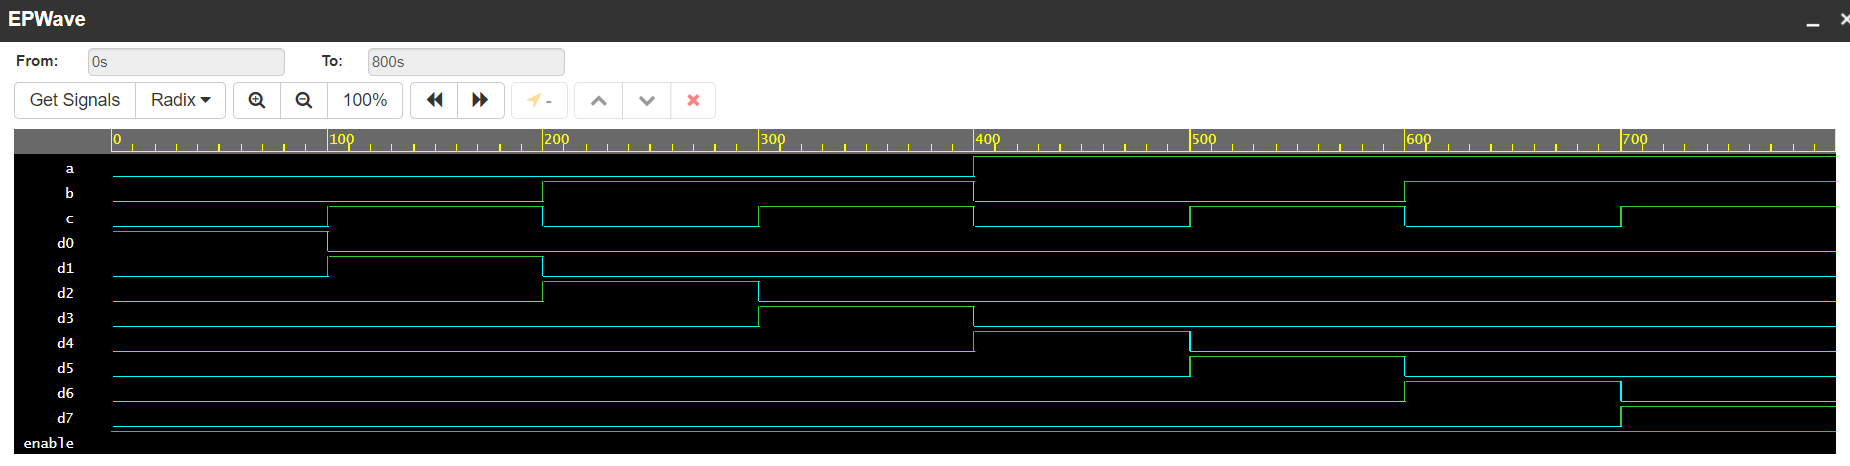 EPWave
From: 0s To: 800s
Get Signals Radix 100% -
0 100 200 300 400 500 600 700
a
b
c
d0
d1
d2
d3
d4
d5
d6
d7
enable